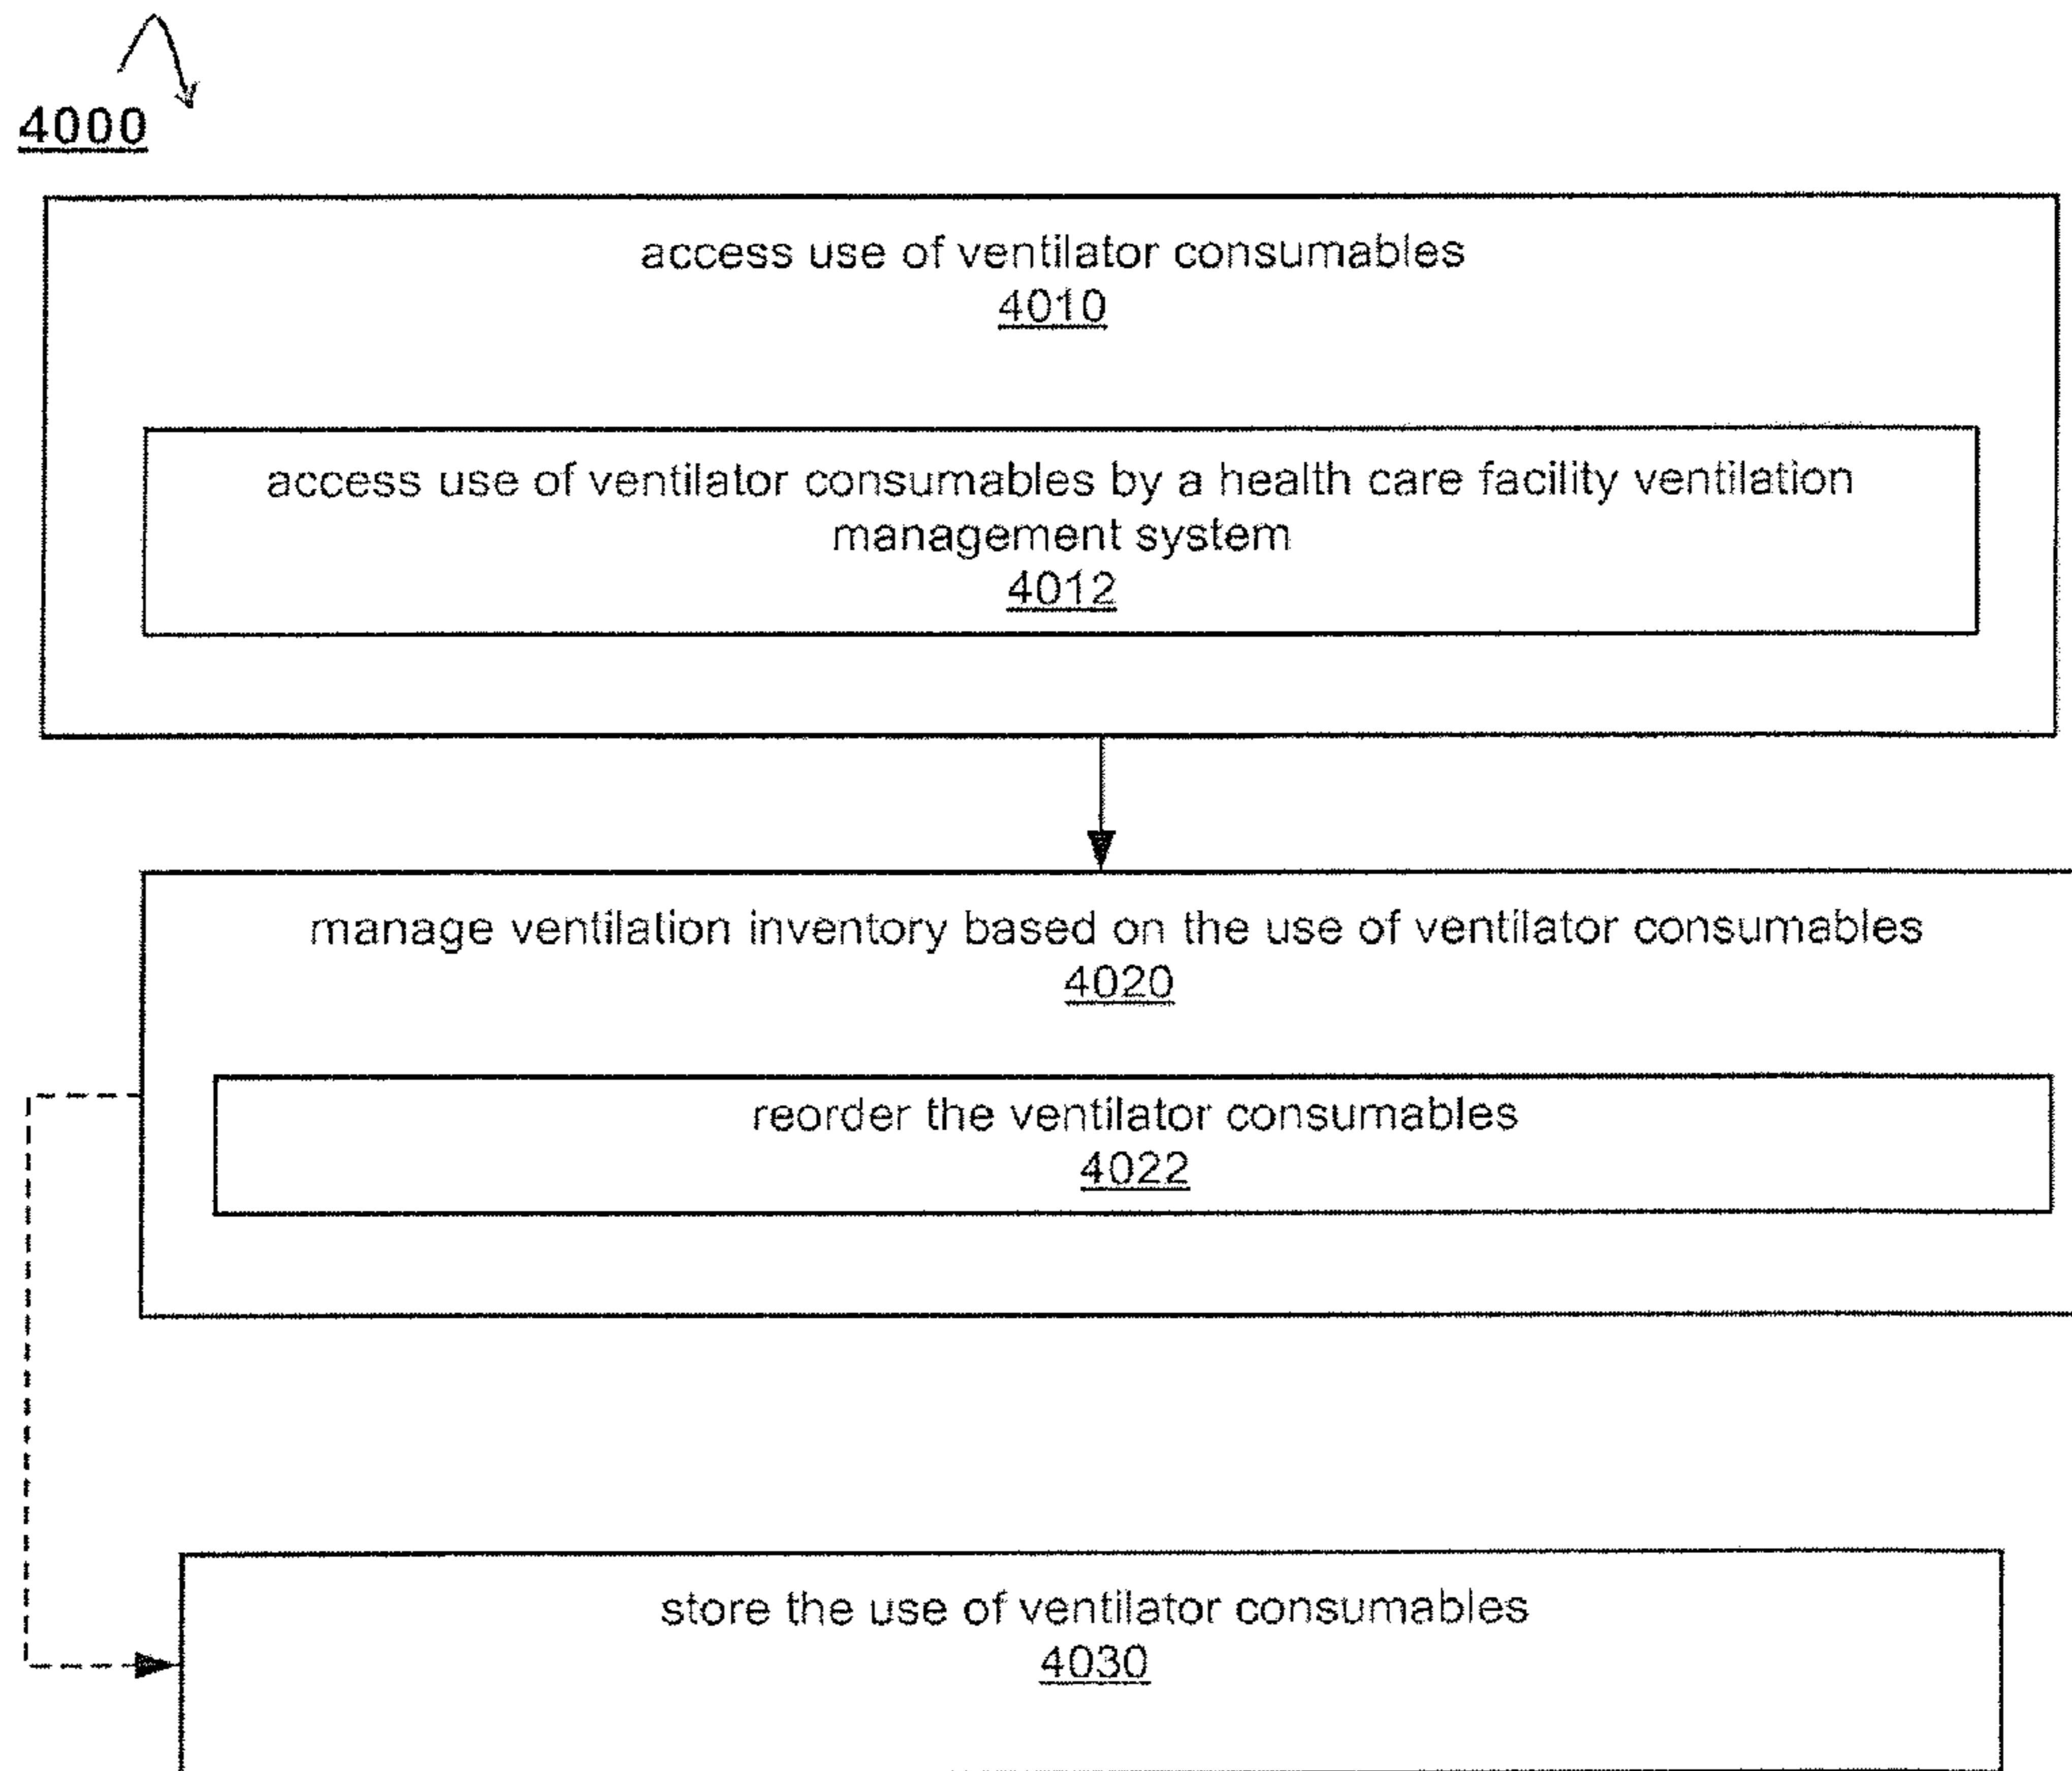 4000
access use of ventilator consumables
4010
access use of ventilator consumables by a health care facility ventilation
management system
4012
manage ventilation inventory based on the use of ventilator consumables
4020
reorder the ventilator consumables
4022
store the use of ventilator consumables
4030